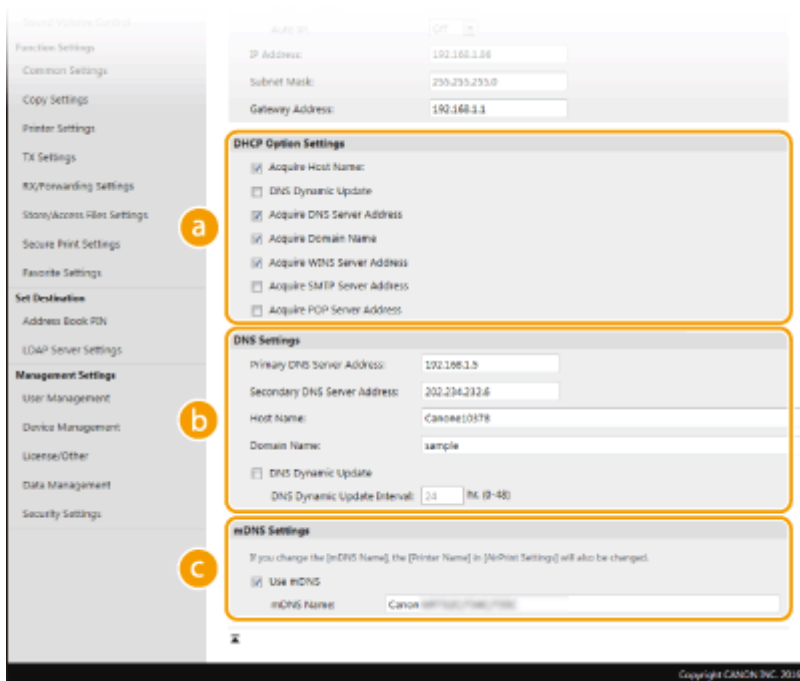 Sound Volume Control
Function Settings
Common Settings
Copy Settings
Printer Settings
TX Settings
RX/Forwarding Settings
Store/Access Files Settings
Secure Print Settings
Favorite Settings
Set Destination
Address Book PIN
LDAP Server Settings
Management Settings
User Management
Device Management
License/Other
Data Management
Security Settings
Auto IP: Off
IP Address: 192.168.1.86
Subnet Mask: 255.255.255.0
Gateway Address: 192.168.1.1
a
DHCP Option Settings
Acquire Host Name:
DNS Dynamic Update
Acquire DNS Server Address
Acquire Domain Name
Acquire WINS Server Address
Acquire SMTP Server Address
Acquire POP Server Address
b
DNS Settings
Primary DNS Server Address: 192.168.1.5
Secondary DNS Server Address: 202.234.232.6
Host Name: Canone10378
Domain Name: sample
DNS Dynamic Update
DNS Dynamic Update Interval: 24 hr. (0-48)
c
mDNS Settings
If you change the [mDNS Name], the [Printer Name] in [AirPrint Settings] will also be changed.
Use mDNS
mDNS Name: Canon
Copyright CANON INC.